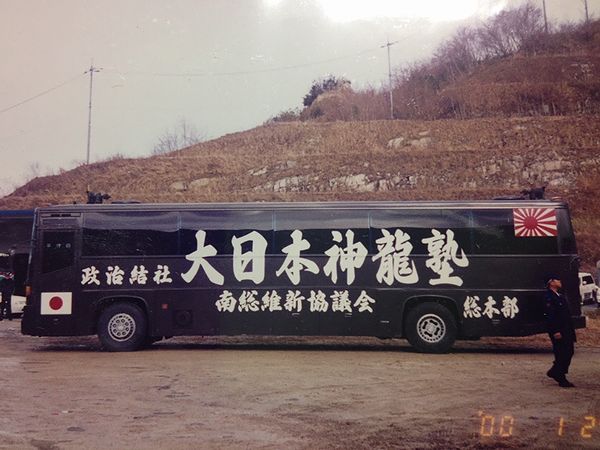 政治結社 大日本神龍塾
南総維新協議会 総本部
'00 1 2